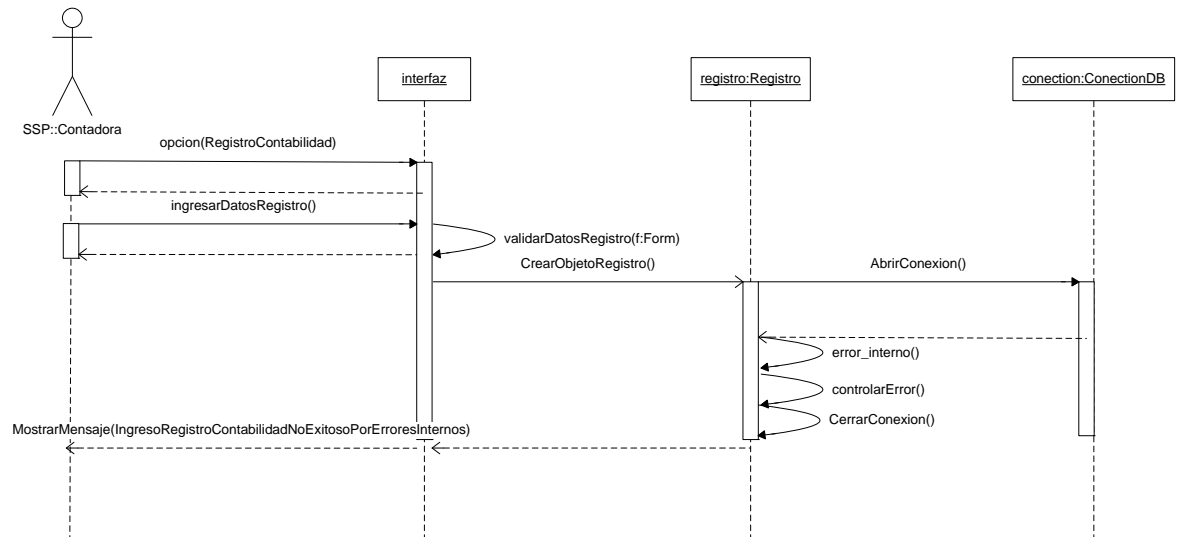 interfaz
registro:Registro
conection:ConectionDB
SSP::Contadora
opcion(RegistroContabilidad)
ingresarDatosRegistro()
validarDatosRegistro(f:Form)
CrearObjetoRegistro()
AbrirConexion()
error_interno()
controlarError()
CerrarConexion()
MostrarMensaje(IngresoRegistroContabilidadNoExitosoPorErroresInternos)